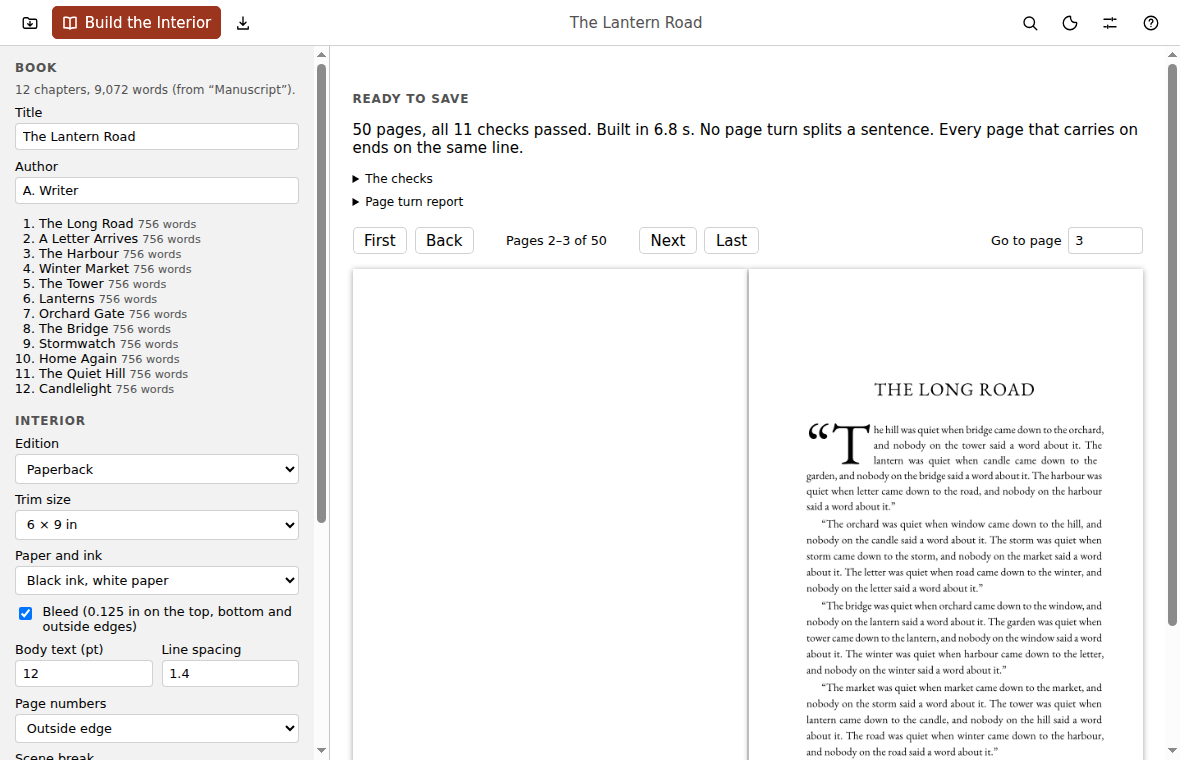 Build the Interior
The Lantern Road
BOOK
12 chapters, 9,072 words (from “Manuscript”).
Title
The Lantern Road
Author
A. Writer
1. The Long Road 756 words
2. A Letter Arrives 756 words
3. The Harbour 756 words
4. Winter Market 756 words
5. The Tower 756 words
6. Lanterns 756 words
7. Orchard Gate 756 words
8. The Bridge 756 words
9. Stormwatch 756 words
10. Home Again 756 words
11. The Quiet Hill 756 words
12. Candlelight 756 words
INTERIOR
Edition
Paperback
Trim size
6 × 9 in
Paper and ink
Black ink, white paper
Bleed (0.125 in on the top, bottom and
outside edges)
Body text (pt) Line spacing
12 1.4
Page numbers
Outside edge
Scene break
READY TO SAVE
50 pages, all 11 checks passed. Built in 6.8 s. No page turn splits a sentence. Every page that carries on
ends on the same line.
The checks
Page turn report
First Back Pages 2–3 of 50 Next Last Go to page 3
THE LONG ROAD
“The hill was quiet when bridge came down to the orchard,
and nobody on the tower said a word about it. The
lantern was quiet when candle came down to the
garden, and nobody on the bridge said a word about it. The harbour was
quiet when letter came down to the road, and nobody on the harbour
said a word about it.”
“The orchard was quiet when window came down to the hill, and
nobody on the candle said a word about it. The storm was quiet when
storm came down to the storm, and nobody on the market said a word
about it. The letter was quiet when road came down to the winter, and
nobody on the letter said a word about it.”
“The bridge was quiet when orchard came down to the window, and
nobody on the lantern said a word about it. The garden was quiet when
tower came down to the lantern, and nobody on the window said a word
about it. The winter was quiet when harbour came down to the letter,
and nobody on the winter said a word about it.”
“The market was quiet when market came down to the market, and
nobody on the storm said a word about it. The tower was quiet when
lantern came down to the candle, and nobody on the hill said a word
about it. The road was quiet when winter came down to the harbour,
and nobody on the road said a word about it.”